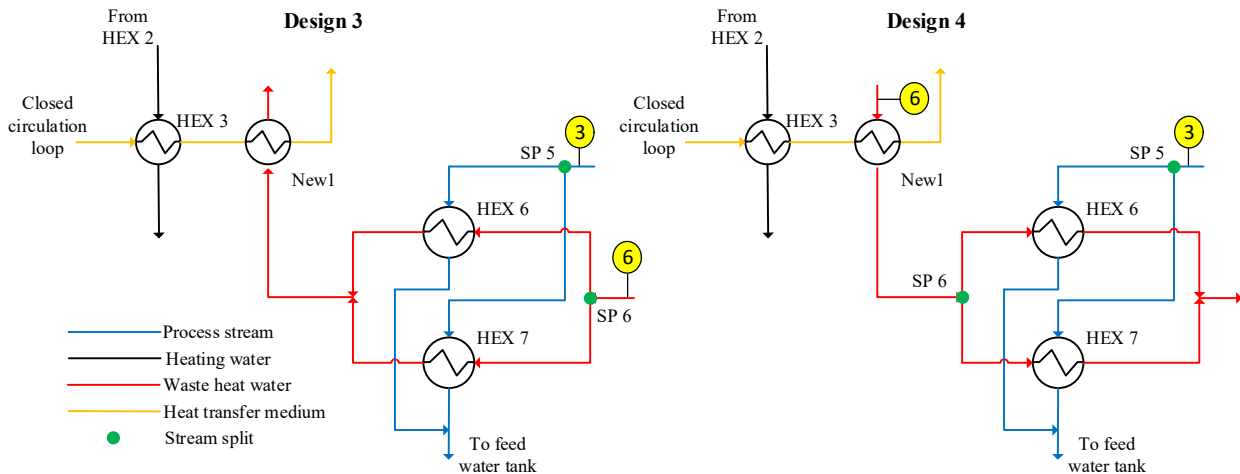 From
HEX 2
Design 3
Closed
circulation
loop
HEX 3
New1
SP 5
3
HEX 6
6
SP 6
HEX 7
Process stream
Heating water
Waste heat water
Heat transfer medium
Stream split
To feed
water tank
From
HEX 2
Design 4
6
Closed
circulation
loop
HEX 3
New1
SP 5
3
HEX 6
SP 6
HEX 7
To feed
water tank